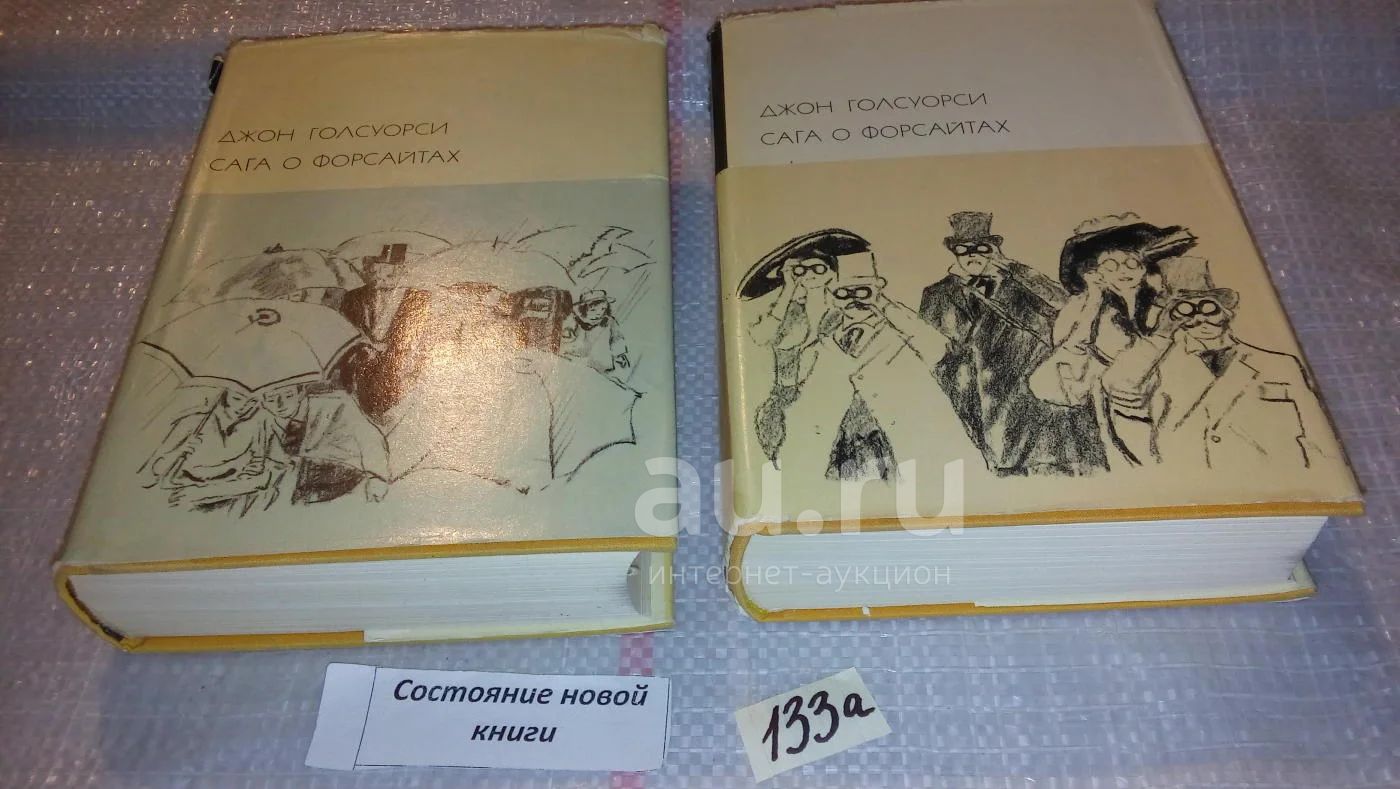 ДЖОН ГОЛСУОРСИ
САГА О ФОРСАЙТАХ
ДЖОН ГОЛСУОРСИ
САГА О ФОРСАЙТАХ
au.ru
интернет-аукцион
Состояние новой
книги
133а